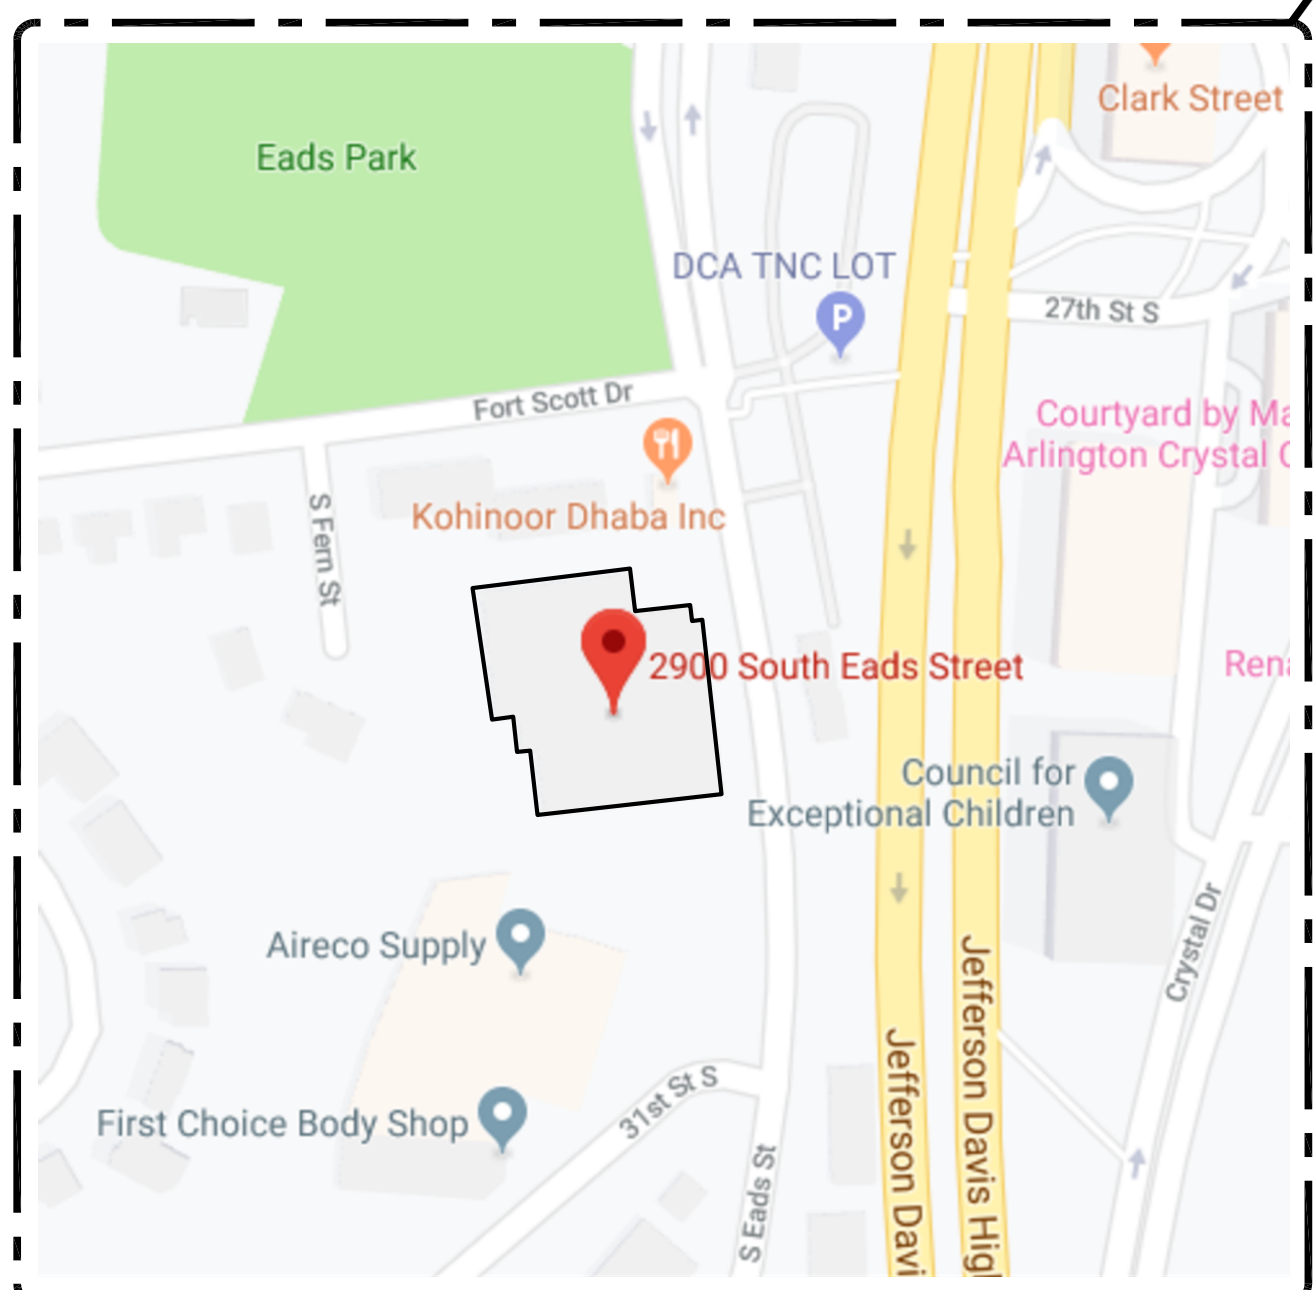 Clark Street
Eads Park
DCA TNC LOT
P
27th St S
Fort Scott Dr
Courtyard by Ma
Arlington Crystal C
Kohinoor Dhaba Inc
S Fern St
2900 South Eads Street
Rena
Council for
Exceptional Children
Crystal Dr
Aireco Supply
Jefferson Davis High
Jefferson Davi
31st St S
First Choice Body Shop
S Eads St